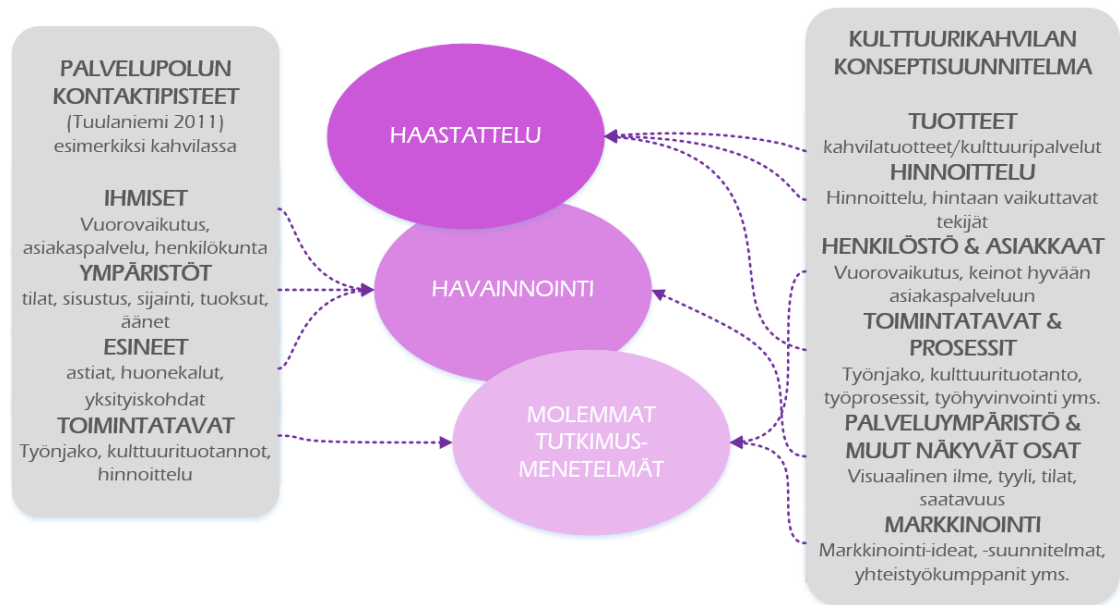 PALVELUPOLUN
KONTAKTIPISTEET
(Tuulaniemi 2011)
esimerkiksi kahvilassa
IHMISET
Vuorovaikutus,
asiakaspalvelu, henkilökunta
YMPÄRISTÖT
tilat, sisustus, sijainti, tuoksut,
äänet
ESINEET
astiat, huonekalut,
yksityiskohdat
TOIMINTATAVAT
Työnjako, kulttuurituotannot,
hinnoittelu
HAASTATTELU
HAVAINNOINTI
MOLEMMAT
TUTKIMUS-
MENETELMÄT
KULTTUURIKAHVILAN
KONSEPTISUUNNITELMA
TUOTTEET
kahvilatuotteet/kulttuuripalvelut
HINNOITTELU
Hinnoittelu, hintaan vaikuttavat
tekijät
HENKILÖSTÖ & ASIAKKAAT
Vuorovaikutus, keinot hyvään
asiakaspalveluun
TOIMINTATAVAT &
PROSESSIT
Työnjako, kulttuurituotanto,
työprosessit, työhyvinvointi yms.
PALVELUYMPÄRISTÖ &
MUUT NÄKYVÄT OSAT
Visuaalinen ilme, tyyli, tilat,
saatavuus
MARKKINOINTI
Markkinointi-ideat, -suunnitelmat,
yhteistyökumppanit yms.